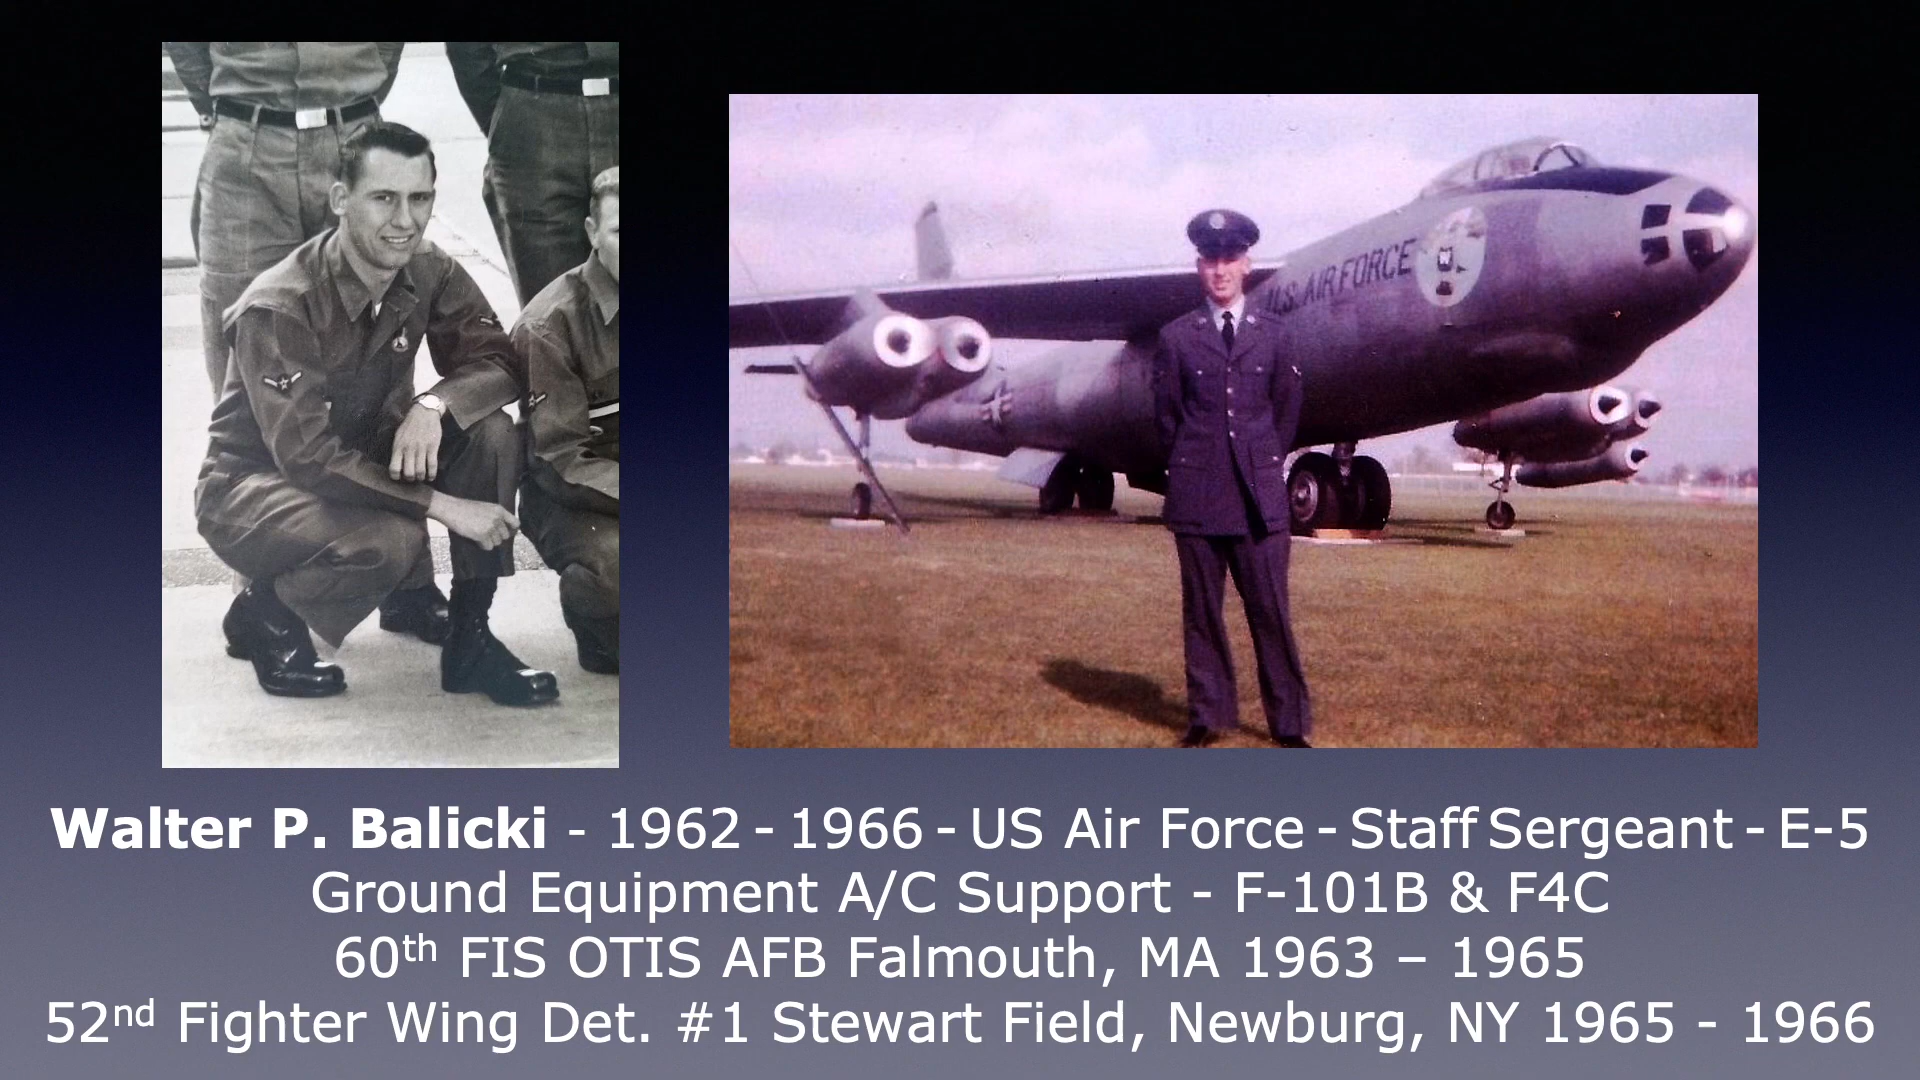 U.S. AIR FORCE
Walter P. Balicki - 1962 - 1966 - US Air Force - Staff Sergeant - E-5
Ground Equipment A/C Support - F-101B & F4C
60th FIS OTIS AFB Falmouth, MA 1963 – 1965
52nd Fighter Wing Det. #1 Stewart Field, Newburg, NY 1965 - 1966